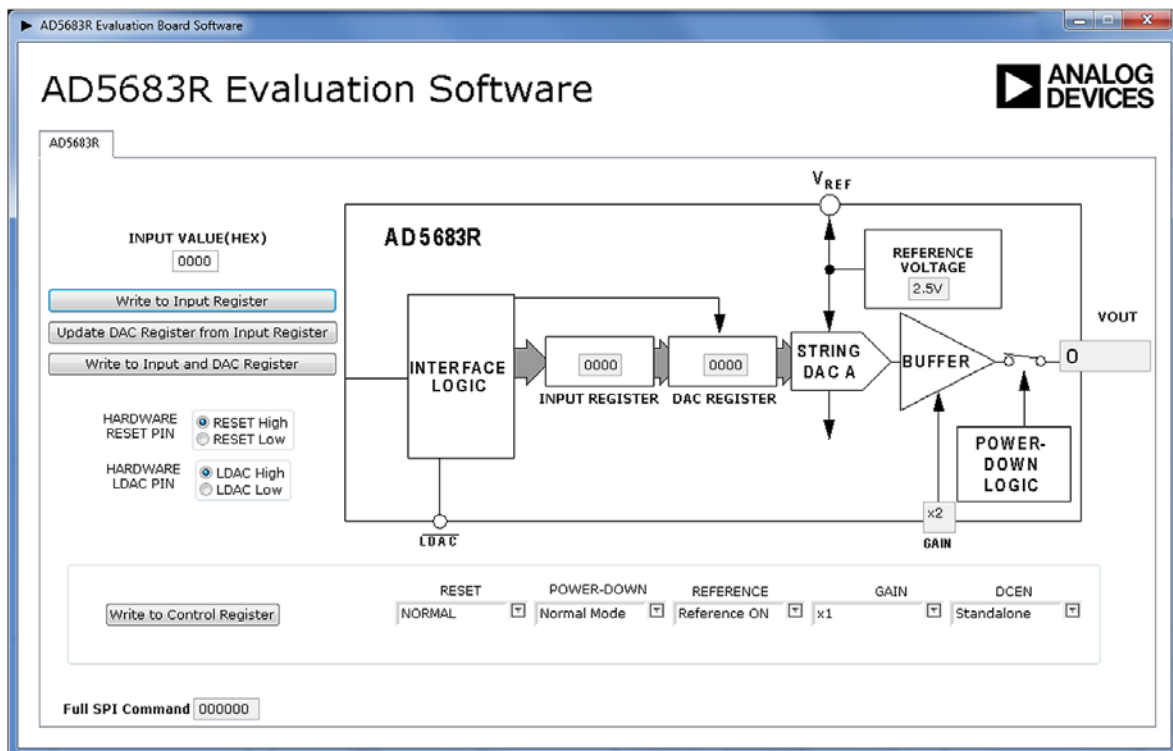 AD5683R Evaluation Board Software
AD5683R Evaluation Software
ANALOG
DEVICES
AD5683R
INPUT VALUE(HEX)
0000
Write to Input Register
Update DAC Register from Input Register
Write to Input and DAC Register
HARDWARE
RESET PIN
RESET High
RESET Low
HARDWARE
LDAC PIN
LDAC High
LDAC Low
VREF
AD5683R
REFERENCE
VOLTAGE
2.5V
INTERFACE
LOGIC
0000
INPUT REGISTER
0000
DAC REGISTER
STRING
DAC A
BUFFER
VOUT
0
POWER-
DOWN
LOGIC
x2
GAIN
LDAC
RESET POWER-DOWN REFERENCE GAIN DCEN
Write to Control Register NORMAL Normal Mode Reference ON x1 Standalone
Full SPI Command 000000